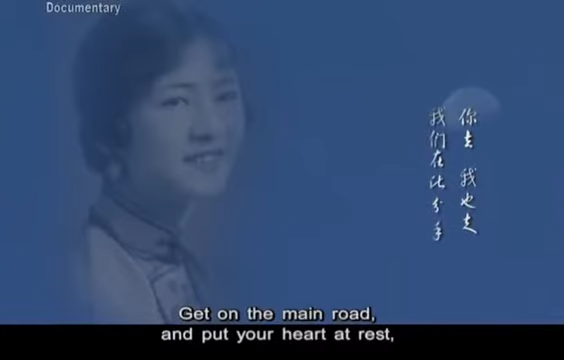 Documentary
你去 我也走
我们在此分手
Get on the main road,
and put your heart at rest,